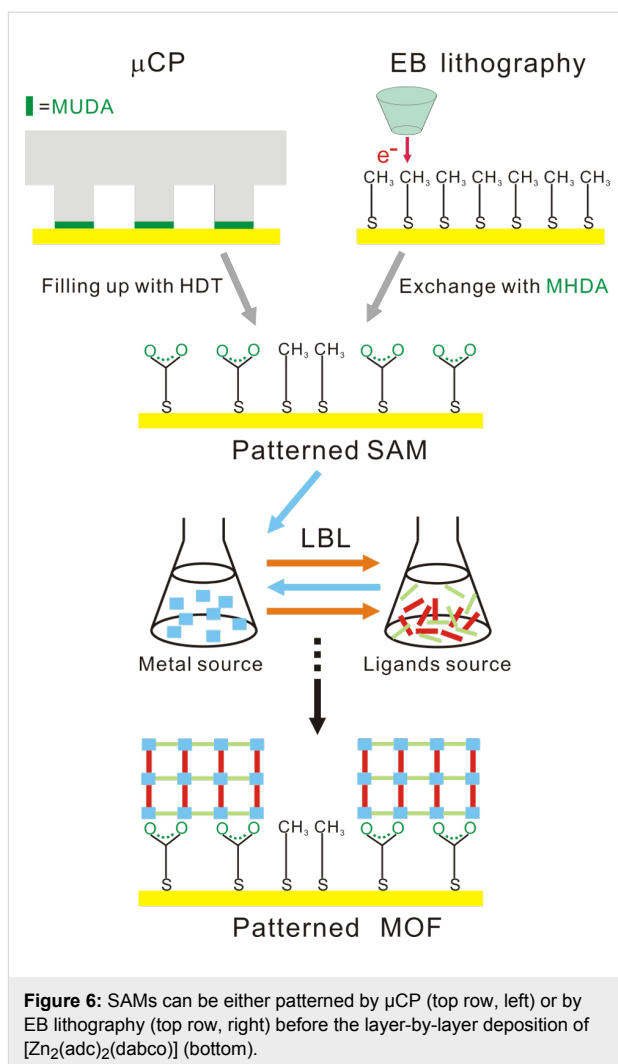 μCP
EB lithography
=MUDA
e-
CH3 CH3 CH3 CH3 CH3 CH3 CH3
S S S S S S S
Filling up with HDT
Exchange with MHDA
O O O O CH3 CH3 O O O O
S S S S S S
Patterned SAM
LBL
Metal source
Ligands source
O O O O CH3 CH3 O O O O
S S S S S S
Patterned MOF
Figure 6: SAMs can be either patterned by μCP (top row, left) or by
EB lithography (top row, right) before the layer-by-layer deposition of
[Zn2(adc)2(dabco)] (bottom).